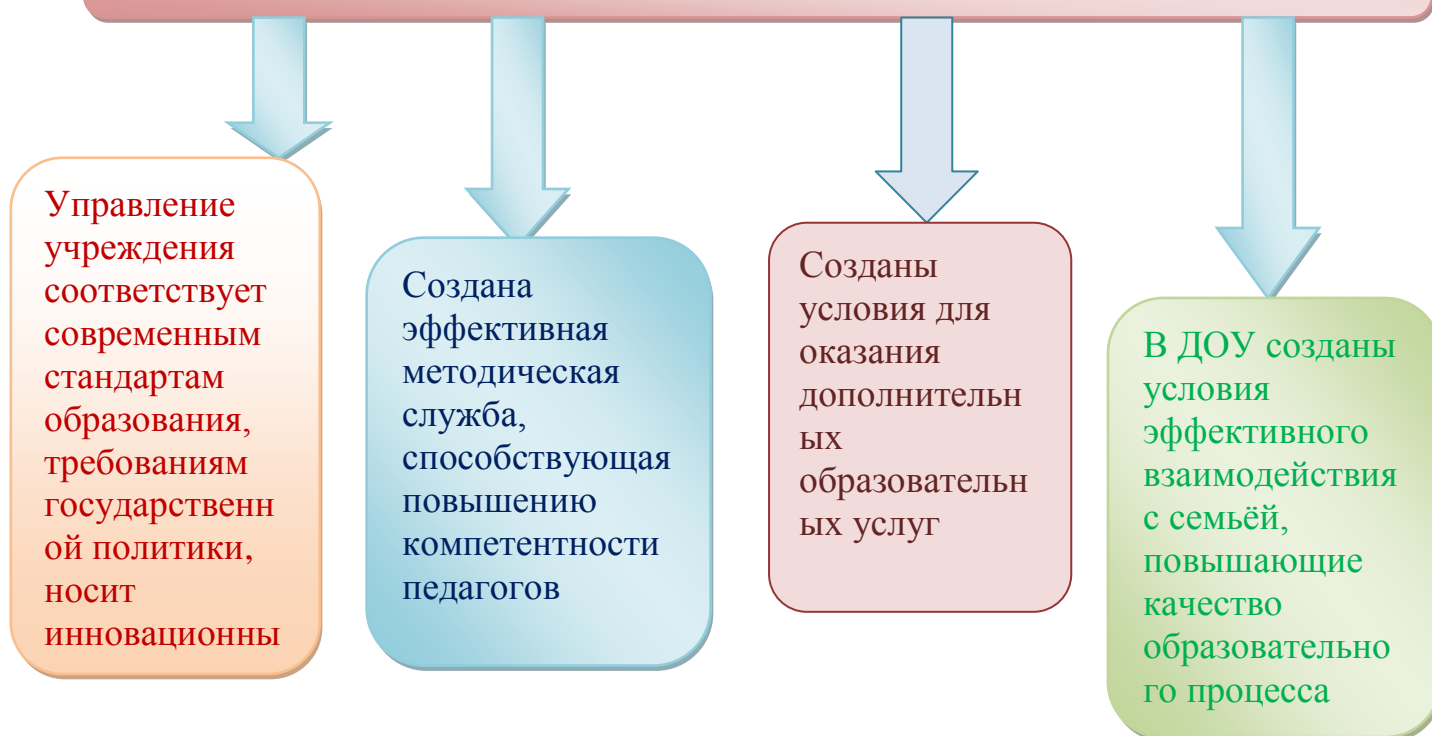 Управление
учреждения
соответствует
современным
стандартам
образования,
требованиям
государственн
ой политики,
носит
инновационны
Создана
эффективная
методическая
служба,
способствующая
повышению
компетентности
педагогов
Созданы
условия для
оказания
дополнительн
ых
образовательн
ых услуг
В ДОУ созданы
условия
эффективного
взаимодействия
с семьёй,
повышающие
качество
образовательно
го процесса